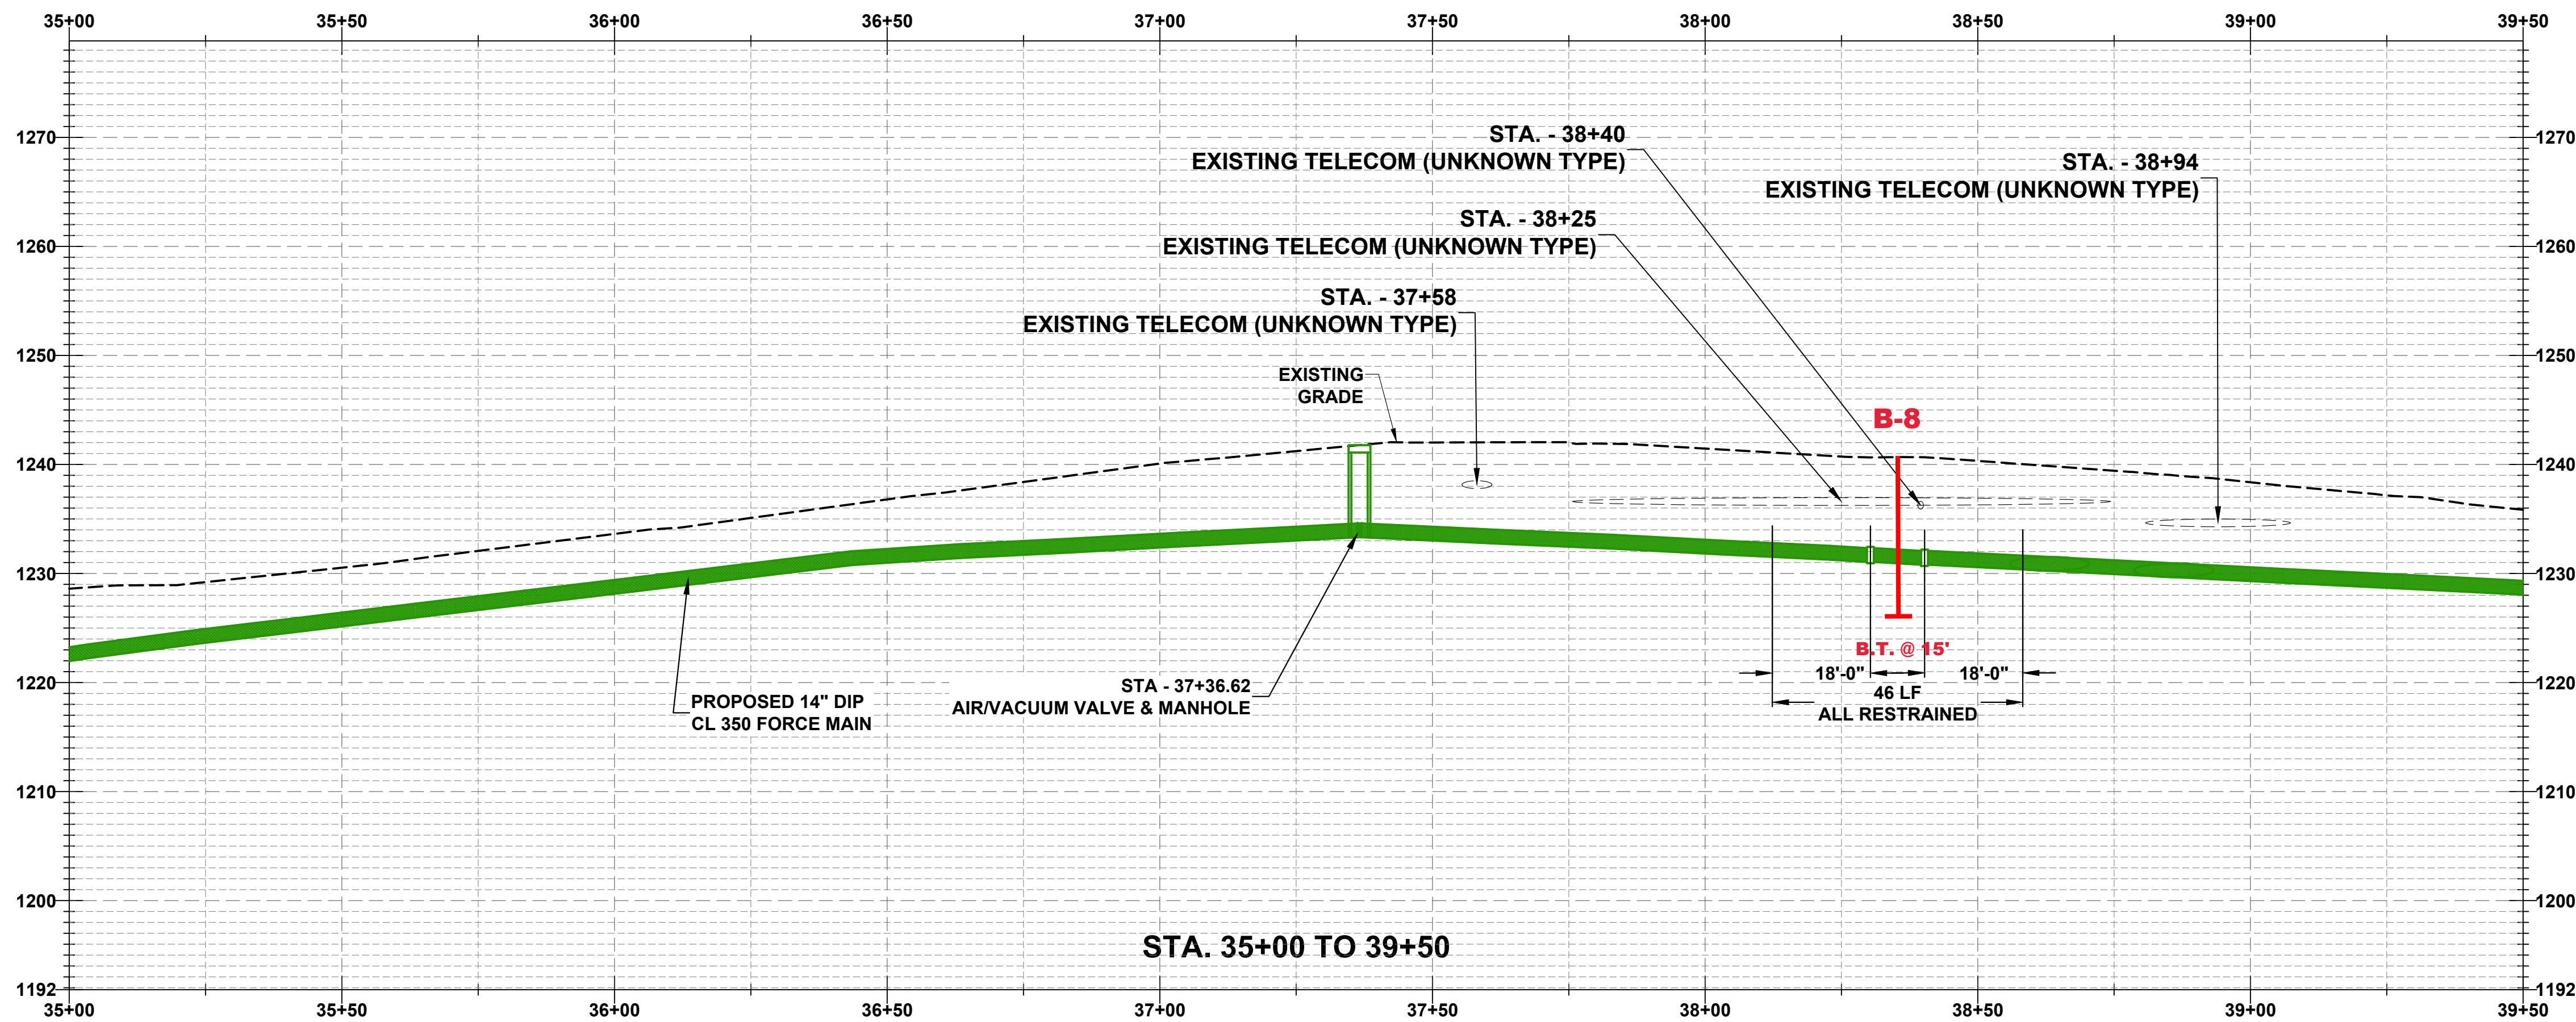 35+00 35+50 36+00 36+50 37+00 37+50 38+00 38+50 39+00 39+50
1270 1270
STA. - 38+40
EXISTING TELECOM (UNKNOWN TYPE)
STA. - 38+94
EXISTING TELECOM (UNKNOWN TYPE)
STA. - 38+25
EXISTING TELECOM (UNKNOWN TYPE)
1260 1260
STA. - 37+58
EXISTING TELECOM (UNKNOWN TYPE)
1250 1250
EXISTING
GRADE
B-8
1240 1240
1230 1230
B.T. @ 15'
18'-0" 18'-0"
1220 1220
46 LF
ALL RESTRAINED
STA - 37+36.62
AIR/VACUUM VALVE & MANHOLE
PROPOSED 14" DIP
CL 350 FORCE MAIN
1210 1210
1200 1200
STA. 35+00 TO 39+50
1192 1192
35+00 35+50 36+00 36+50 37+00 37+50 38+00 38+50 39+00 39+50